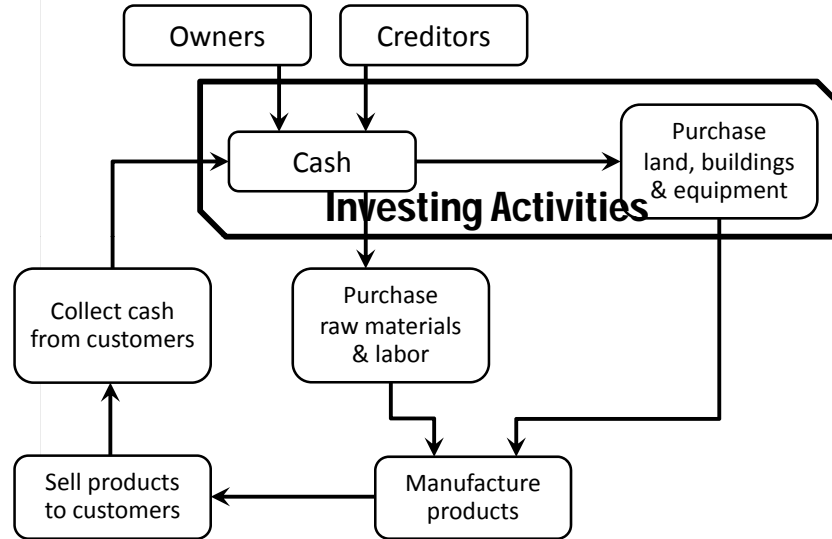 Owners
Creditors
Cash
Purchase
land, buildings
& equipment
Investing Activities
Collect cash
from customers
Purchase
raw materials
& labor
Sell products
to customers
Manufacture
products